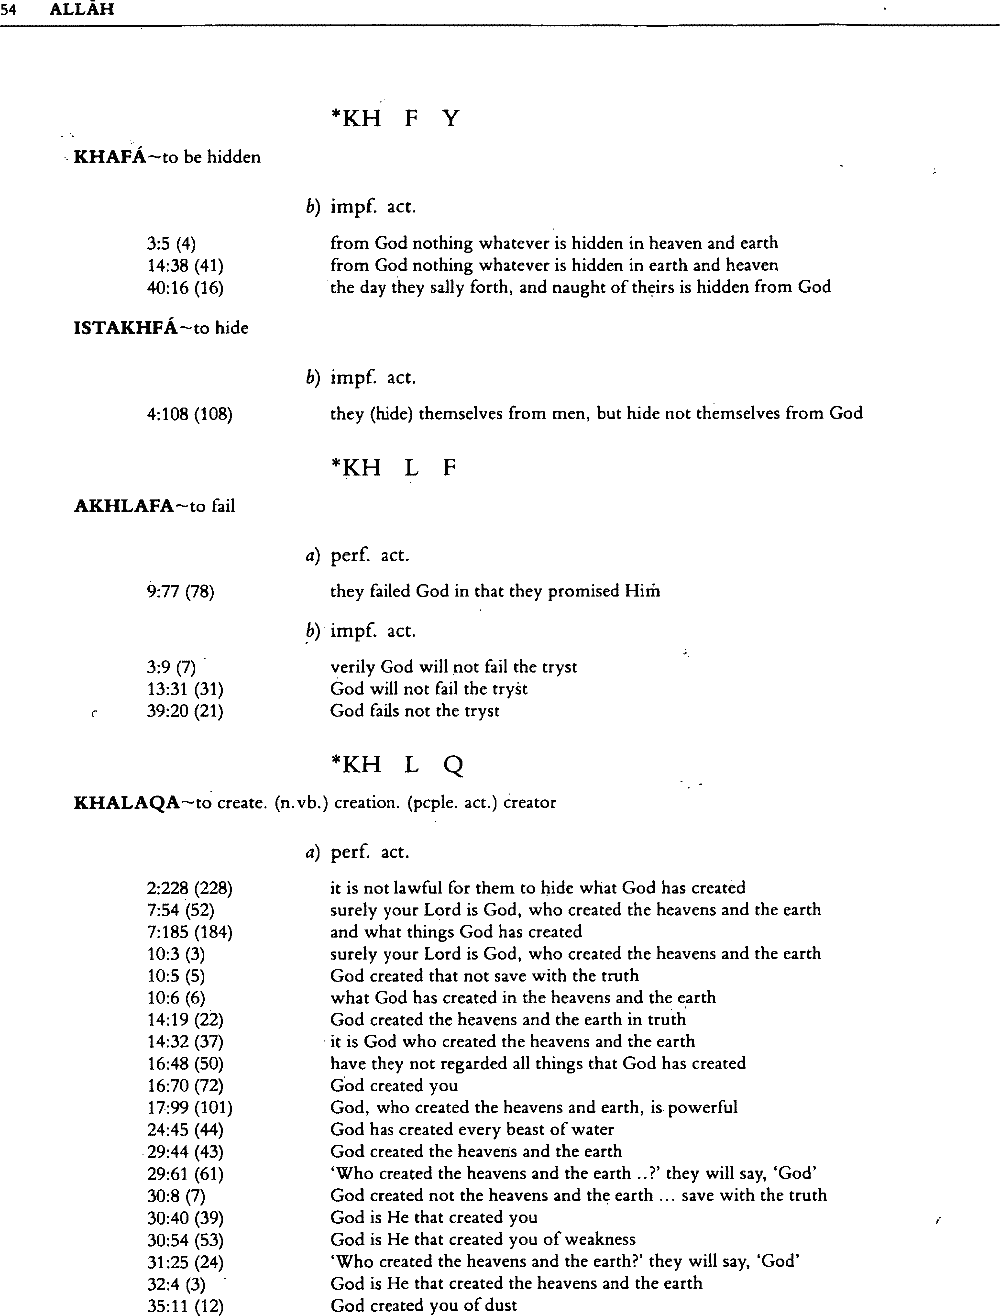 54 ALLÂH
*KH F Y
KHAFÁ~to be hidden
b) impf. act.
3:5 (4) from God nothing whatever is hidden in heaven and earth
14:38 (41) from God nothing whatever is hidden in earth and heaven
40:16 (16) the day they sally forth, and naught of theirs is hidden from God
ISTAKHFÁ~to hide
b) impf. act.
4:108 (108) they (hide) themselves from men, but hide not themselves from God
*KH L F
AKHLAFA~to fail
a) perf. act.
9:77 (78) they failed God in that they promised Him
b) impf. act.
3:9 (7) verily God will not fail the tryst
13:31 (31) God will not fail the tryst
39:20 (21) God fails not the tryst
*KH L Q
KHALAQA~to create. (n.vb.) creation. (pcple. act.) creator
a) perf. act.
2:228 (228) it is not lawful for them to hide what God has created
7:54 (52) surely your Lord is God, who created the heavens and the earth
7:185 (184) and what things God has created
10:3 (3) surely your Lord is God, who created the heavens and the earth
10:5 (5) God created that not save with the truth
10:6 (6) what God has created in the heavens and the earth
14:19 (22) God created the heavens and the earth in truth
14:32 (37) it is God who created the heavens and the earth
16:48 (50) have they not regarded all things that God has created
16:70 (72) God created you
17:99 (101) God, who created the heavens and earth, is powerful
24:45 (44) God has created every beast of water
29:44 (43) God created the heavens and the earth
29:61 (61) ‘Who created the heavens and the earth ..?’ they will say, ‘God’
30:8 (7) God created not the heavens and the earth ... save with the truth
30:40 (39) God is He that created you
30:54 (53) God is He that created you of weakness
31:25 (24) ‘Who created the heavens and the earth?’ they will say, ‘God’
32:4 (3) God is He that created the heavens and the earth
35:11 (12) God created you of dust